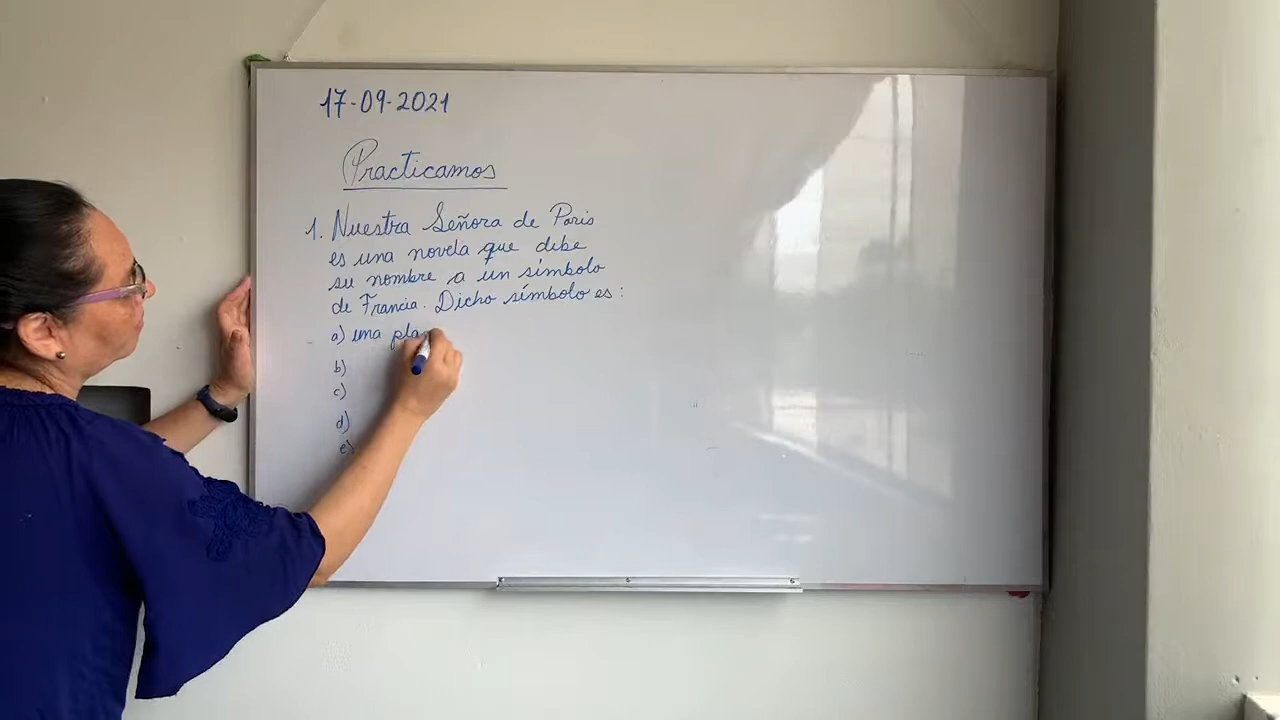 17-09-2021
Practicamos
1. Nuestra Señora de Paris
es una novela que debe
su nombre a un símbolo
de Francia. Dicho símbolo es:
a) una pla
b)
c)
d)
e)